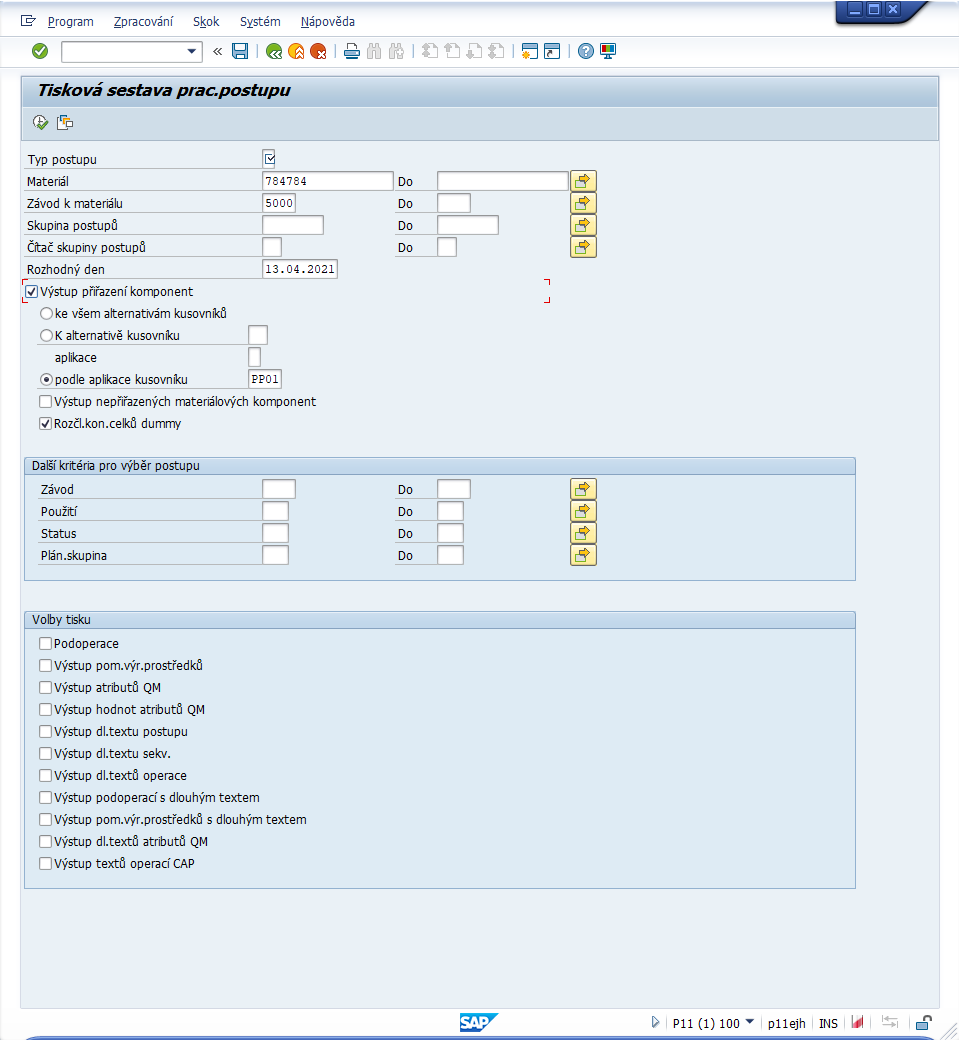 Program Zpracování Skok Systém Nápověda
Tisková sestava prac.postupu
Typ postupu
Materiál 784784 Do
Závod k materiálu 5000 Do
Skupina postupů Do
Čítač skupiny postupů Do
Rozhodný den 13.04.2021
Výstup přiřazení komponent
ke všem alternativám kusovníků
K alternativě kusovníku
aplikace
podle aplikace kusovníku PP01
Výstup nepřiřazených materiálových komponent
Rozčl.kon.celků dummy
Další kritéria pro výběr postupu
Závod Do
Použití Do
Status Do
Plán.skupina Do
Volby tisku
Podoperace
Výstup pom.výr.prostředků
Výstup atributů QM
Výstup hodnot atributů QM
Výstup dl.textu postupu
Výstup dl.textu sekv.
Výstup dl.textů operace
Výstup podoperací s dlouhým textem
Výstup pom.výr.prostředků s dlouhým textem
Výstup dl.textů atributů QM
Výstup textů operací CAP
SAP P11 (1) 100 p11ejh INS